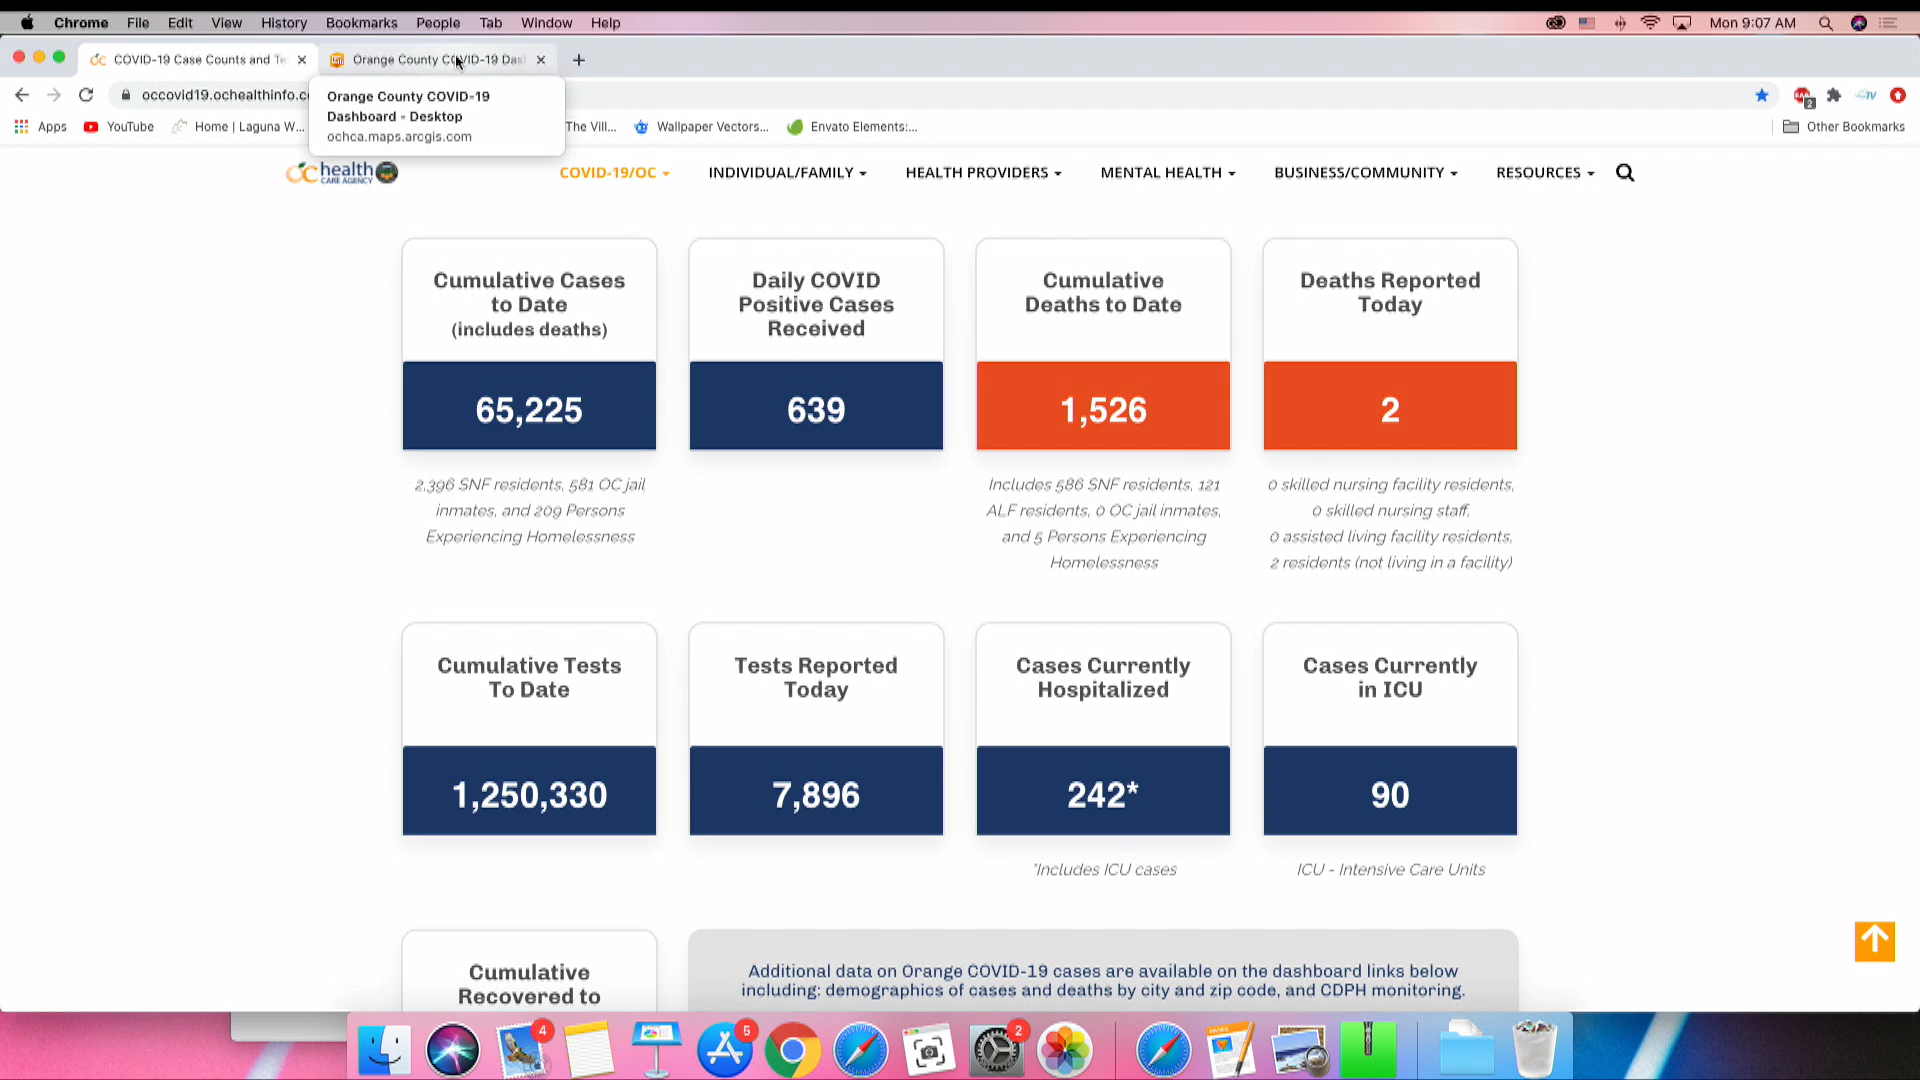 Chrome File Edit View History Bookmarks People Tab Window Help Mon 9:07 AM
COVID-19 Case Counts and Te Orange County COVID-19 Das
occovid19.ochealthinfo.c
Orange County COVID-19
Dashboard - Desktop
ochca.maps.arcgis.com
Apps YouTube Home | Laguna W... The Vill... Wallpaper Vectors... Envato Elements:... Other Bookmarks
oc health
CARE AGENCY
COVID-19/OC INDIVIDUAL/FAMILY HEALTH PROVIDERS MENTAL HEALTH BUSINESS/COMMUNITY RESOURCES
Cumulative Cases
to Date
(includes deaths)
65,225
2,396 SNF residents, 581 OC jail
inmates, and 209 Persons
Experiencing Homelessness
Daily COVID
Positive Cases
Received
639
Cumulative
Deaths to Date
1,526
Includes 586 SNF residents, 121
ALF residents, 0 OC jail inmates,
and 5 Persons Experiencing
Homelessness
Deaths Reported
Today
2
0 skilled nursing facility residents,
0 skilled nursing staff,
0 assisted living facility residents,
2 residents (not living in a facility)
Cumulative Tests
To Date
1,250,330
Tests Reported
Today
7,896
Cases Currently
Hospitalized
242*
*Includes ICU cases
Cases Currently
in ICU
90
ICU - Intensive Care Units
Cumulative
Recovered to
Additional data on Orange COVID-19 cases are available on the dashboard links below
including: demographics of cases and deaths by city and zip code, and CDPH monitoring.
4 5 2